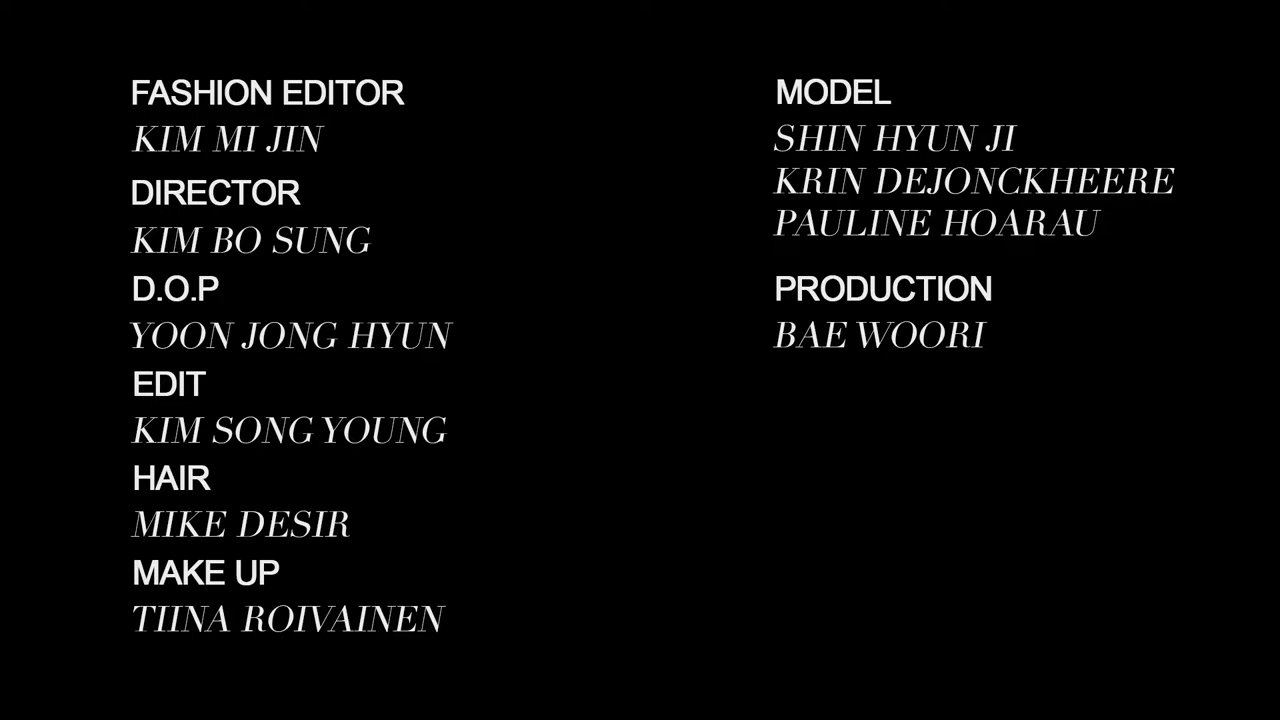 FASHION EDITOR
KIM MI JIN
DIRECTOR
KIM BO SUNG
D.O.P
YOON JONG HYUN
EDIT
KIM SONG YOUNG
HAIR
MIKE DESIR
MAKE UP
TIINA ROIVAINEN
MODEL
SHIN HYUN JI
KRIN DEJONCKHEERE
PAULINE HOARAU
PRODUCTION
BAE WOORI